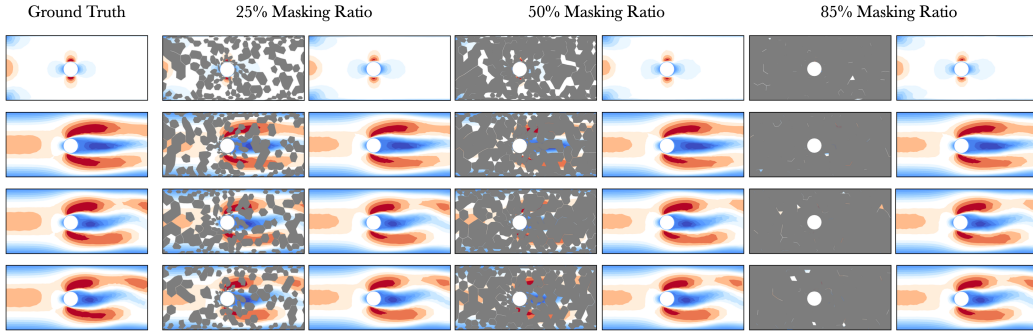 Ground Truth
25% Masking Ratio
50% Masking Ratio
85% Masking Ratio